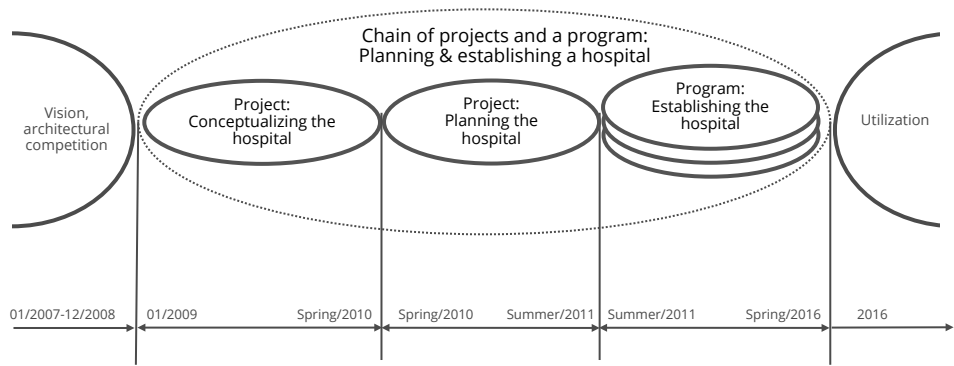 Chain of projects and a program:
Planning & establishing a hospital
Vision,
architectural
competition
Project:
Conceptualizing the
hospital
Project:
Planning the
hospital
Program:
Establishing the
hospital
Utilization
01/2007-12/2008
01/2009
Spring/2010
Spring/2010
Summer/2011
Summer/2011
Spring/2016
2016